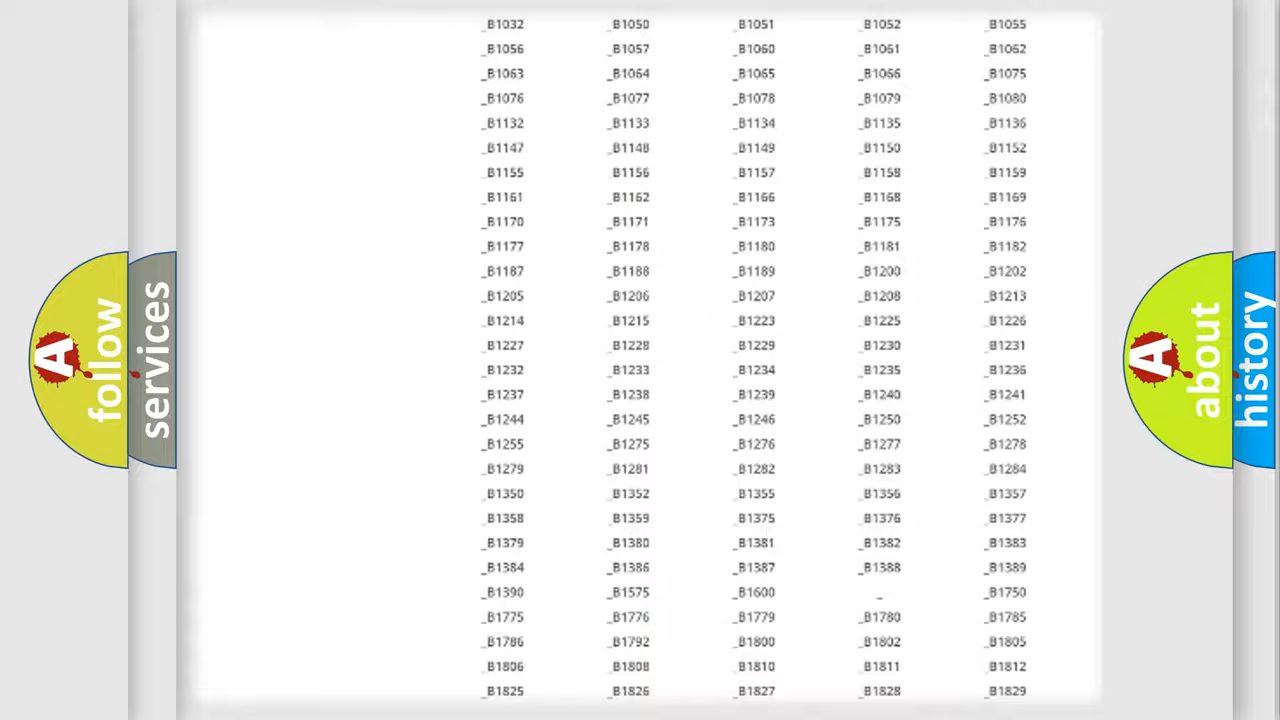 _B1032 _B1050 _B1051 _B1052 _B1055
_B1056 _B1057 _B1060 _B1061 _B1062
_B1063 _B1064 _B1065 _B1066 _B1075
_B1076 _B1077 _B1078 _B1079 _B1080
_B1132 _B1133 _B1134 _B1135 _B1136
_B1147 _B1148 _B1149 _B1150 _B1152
_B1155 _B1156 _B1157 _B1158 _B1159
_B1161 _B1162 _B1166 _B1168 _B1169
_B1170 _B1171 _B1173 _B1175 _B1176
_B1177 _B1178 _B1180 _B1181 _B1182
_B1187 _B1188 _B1189 _B1200 _B1202
_B1205 _B1206 _B1207 _B1208 _B1213
_B1214 _B1215 _B1223 _B1225 _B1226
_B1227 _B1228 _B1229 _B1230 _B1231
_B1232 _B1233 _B1234 _B1235 _B1236
_B1237 _B1238 _B1239 _B1240 _B1241
_B1244 _B1245 _B1246 _B1250 _B1252
_B1255 _B1275 _B1276 _B1277 _B1278
_B1279 _B1281 _B1282 _B1283 _B1284
_B1350 _B1352 _B1355 _B1356 _B1357
_B1358 _B1359 _B1375 _B1376 _B1377
_B1379 _B1380 _B1381 _B1382 _B1383
_B1384 _B1386 _B1387 _B1388 _B1389
_B1390 _B1575 _B1600 _ _B1750
_B1775 _B1776 _B1779 _B1780 _B1785
_B1786 _B1792 _B1800 _B1802 _B1805
_B1806 _B1808 _B1810 _B1811 _B1812
_B1825 _B1826 _B1827 _B1828 _B1829
A
follow
services
A
about
history